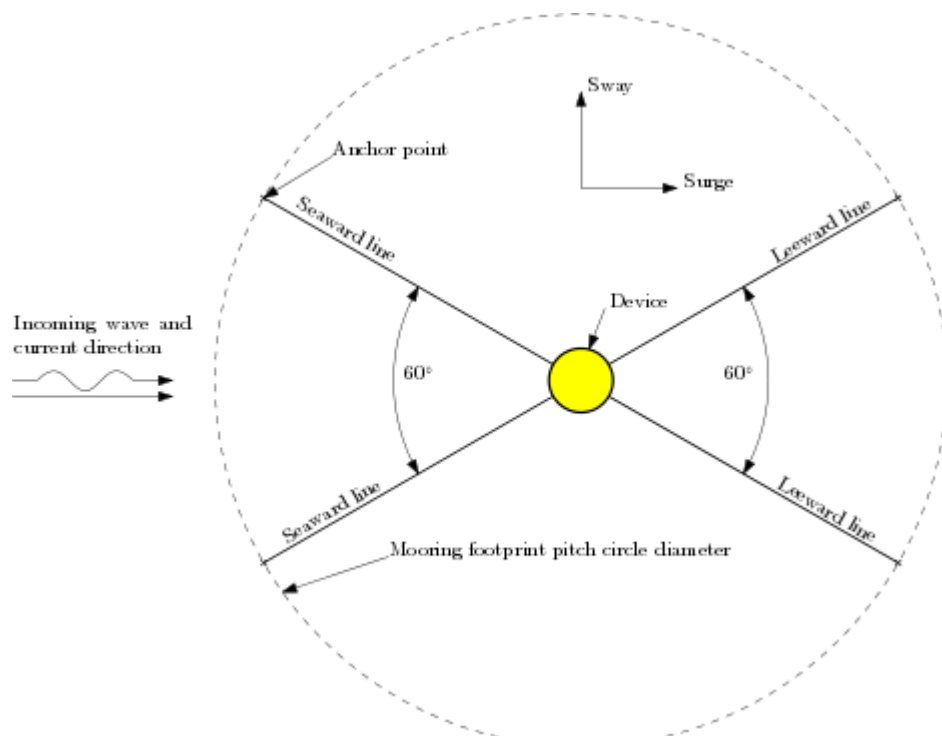 Sway
Anchor point
Surge
Seaward line
Leeward line
Device
Incoming wave and
current direction
60°
60°
Seaward line
Leeward line
Mooring footprint pitch circle diameter